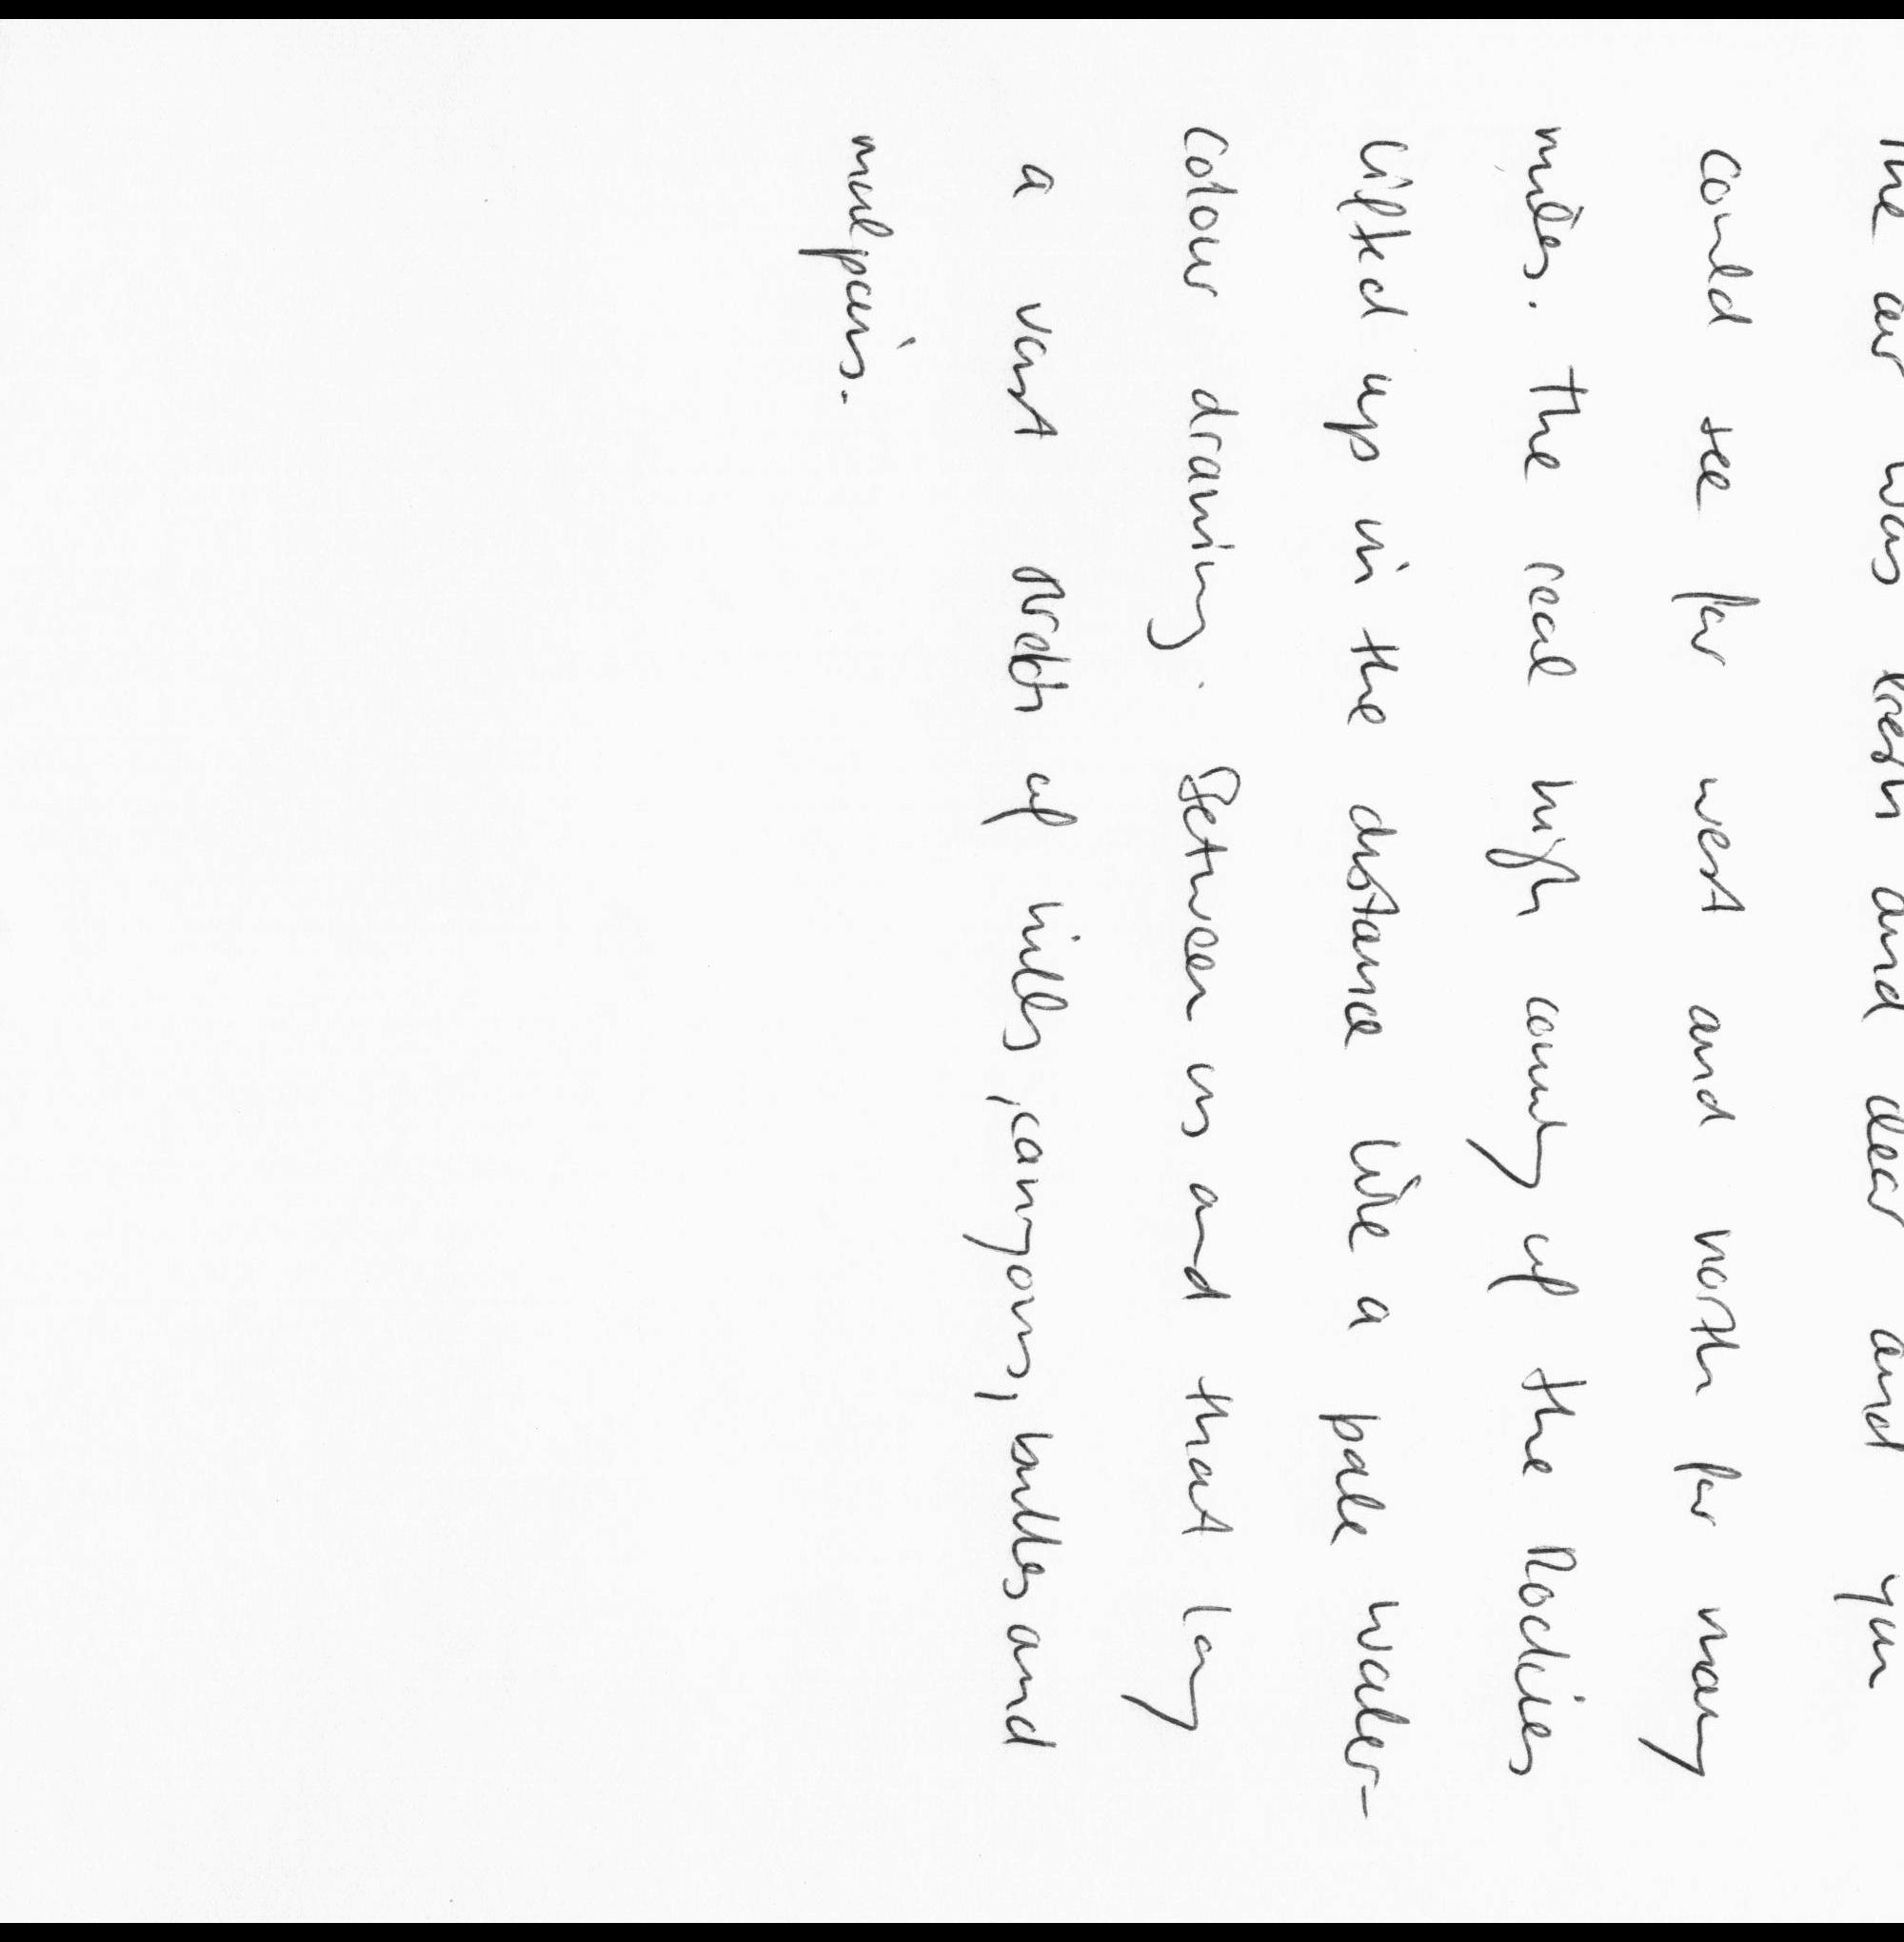 The air was fresh and clear and you
could see far west and north for many
miles. The real high country of the Rockies
lifted up in the distance like a pale water-
colour drawing. Between us and that lay
a vast stretch of hills, canyons, buttes and
malpais.